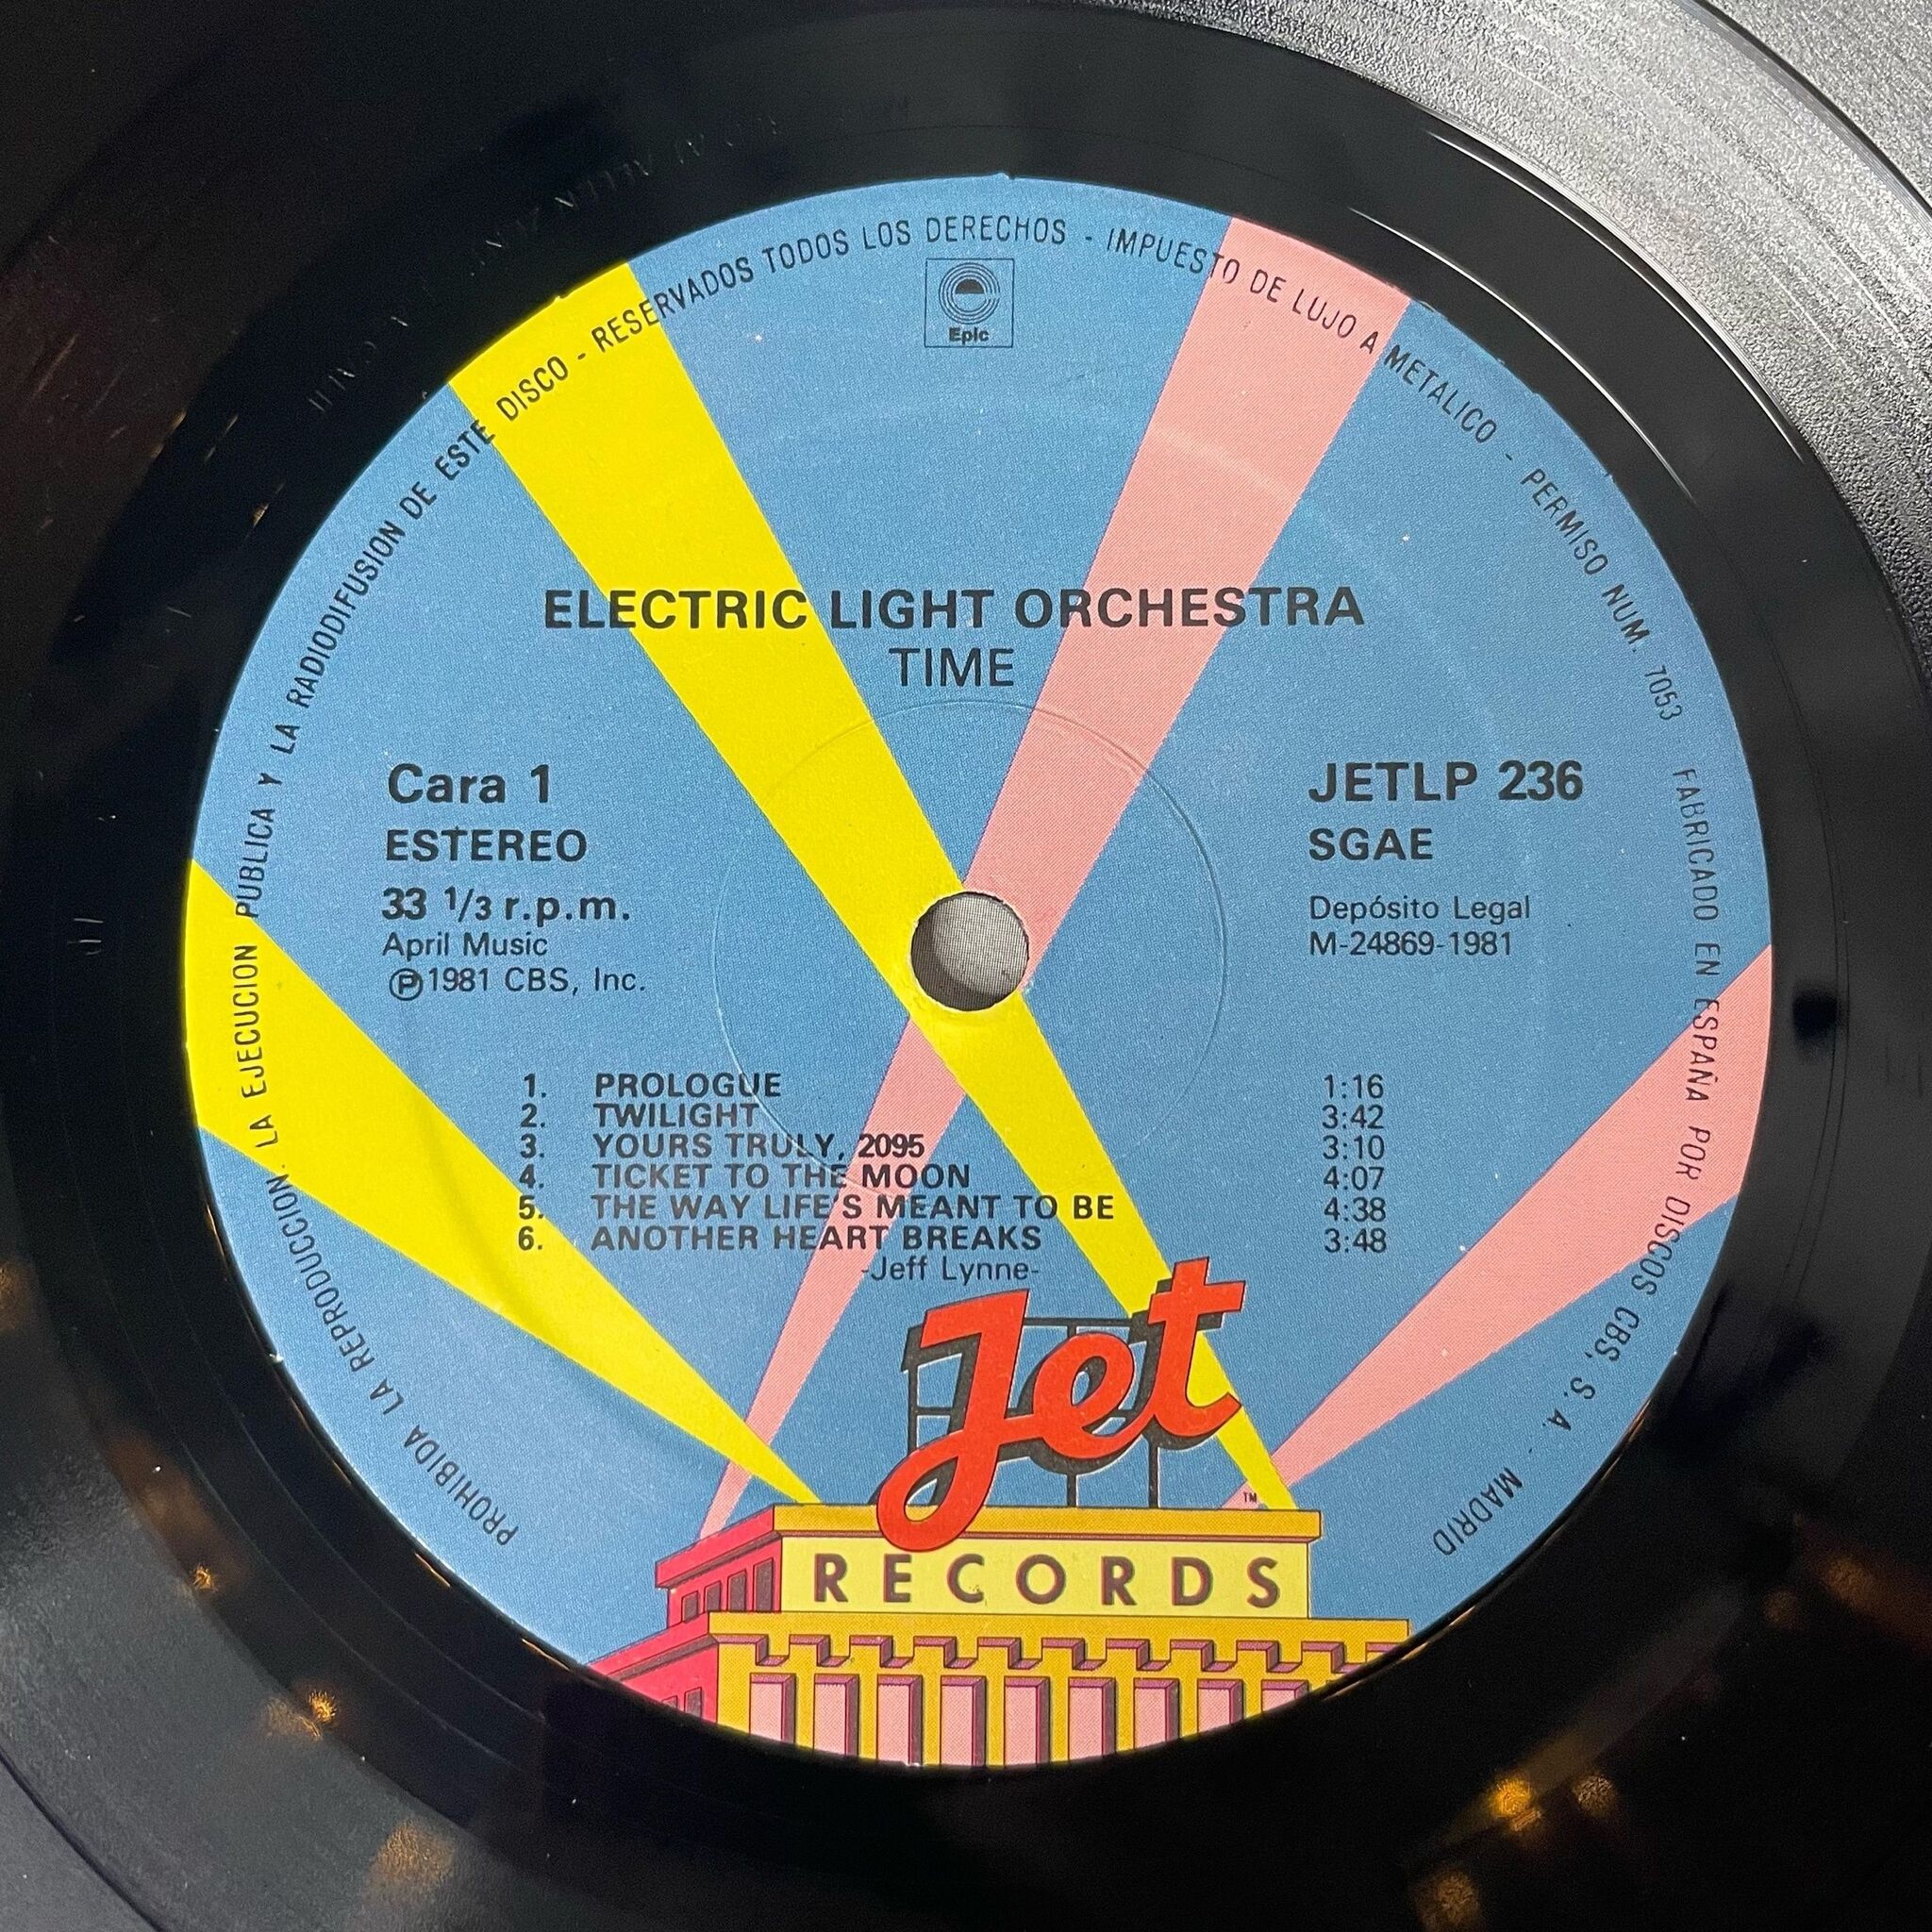 PROHIBIDA LA REPRODUCCION. LA EJECUCION PUBLICA Y LA RADIODIFUSION DE ESTE DISCO - RESERVADOS TODOS LOS DERECHOS - IMPUESTO DE LUJO A METALICO - PERMISO NUM. 7053 FABRICADO EN ESPAÑA POR DISCOS CBS, S. A. MADRID
Epic
ELECTRIC LIGHT ORCHESTRA
TIME
Cara 1 JETLP 236
ESTEREO SGAE
33 1/3 r.p.m. Depósito Legal
April Music M-24869-1981
Ⓟ1981 CBS, Inc.
1. PROLOGUE 1:16
2. TWILIGHT 3:42
3. YOURS TRULY, 2095 3:10
4. TICKET TO THE MOON 4:07
5. THE WAY LIFE'S MEANT TO BE 4:38
6. ANOTHER HEART BREAKS 3:48
-Jeff Lynne-
Jet
TM
RECORDS